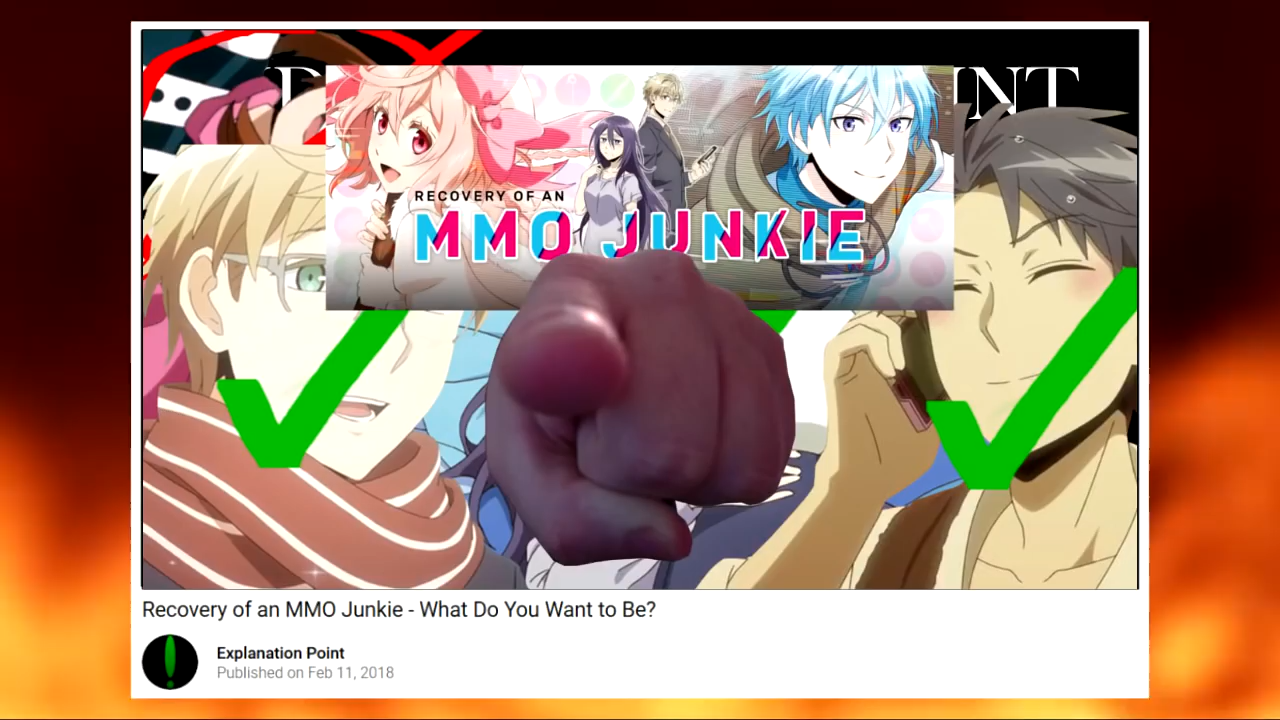 INT
RECOVERY OF AN
MMO JUNKIE
Recovery of an MMO Junkie - What Do You Want to Be?
Explanation Point
Published on Feb 11, 2018